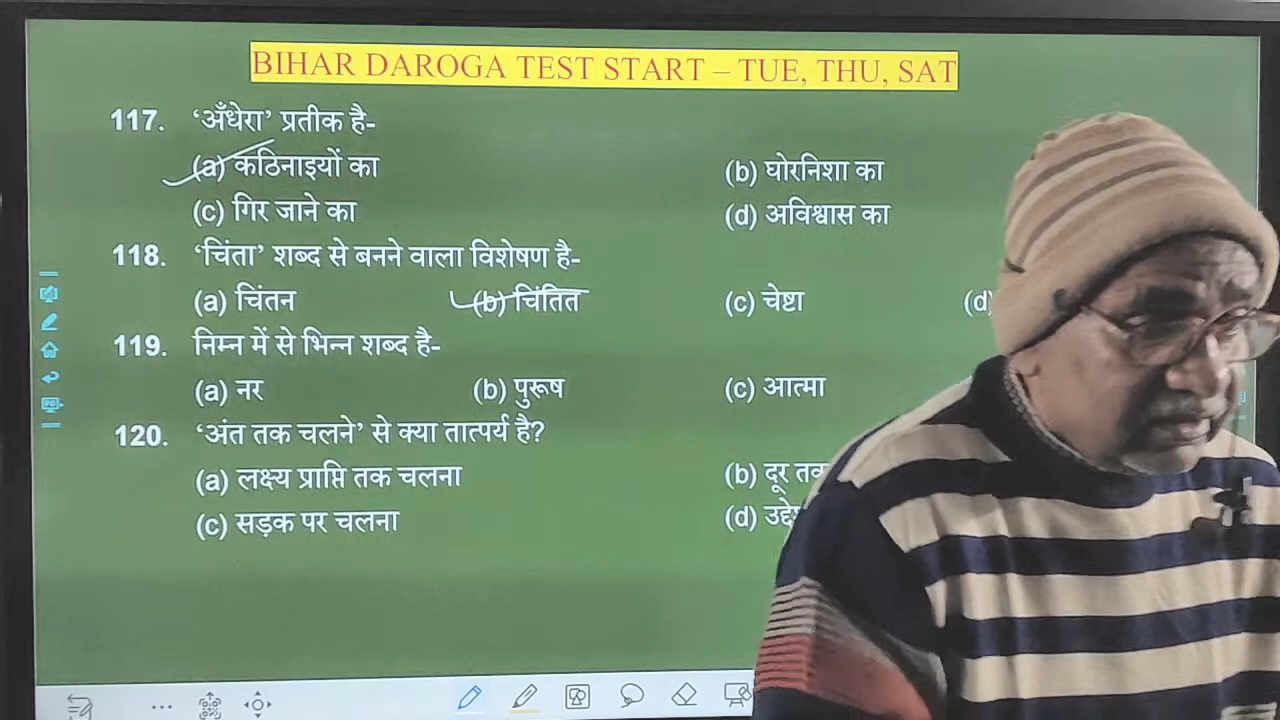 BIHAR DAROGA TEST START – TUE, THU, SAT
117. ‘अँधेरा’ प्रतीक है-
(a) कठिनाइयों का (b) घोरनिशा का
(c) गिर जाने का (d) अविश्वास का
118. ‘चिंता’ शब्द से बनने वाला विशेषण है-
(a) चिंतन (b) चिंतित (c) चेष्टा (d)
119. निम्न में से भिन्न शब्द है-
(a) नर (b) पुरूष (c) आत्मा
120. ‘अंत तक चलने’ से क्या तात्पर्य है?
(a) लक्ष्य प्राप्ति तक चलना (b) दूर तक
(c) सड़क पर चलना (d)